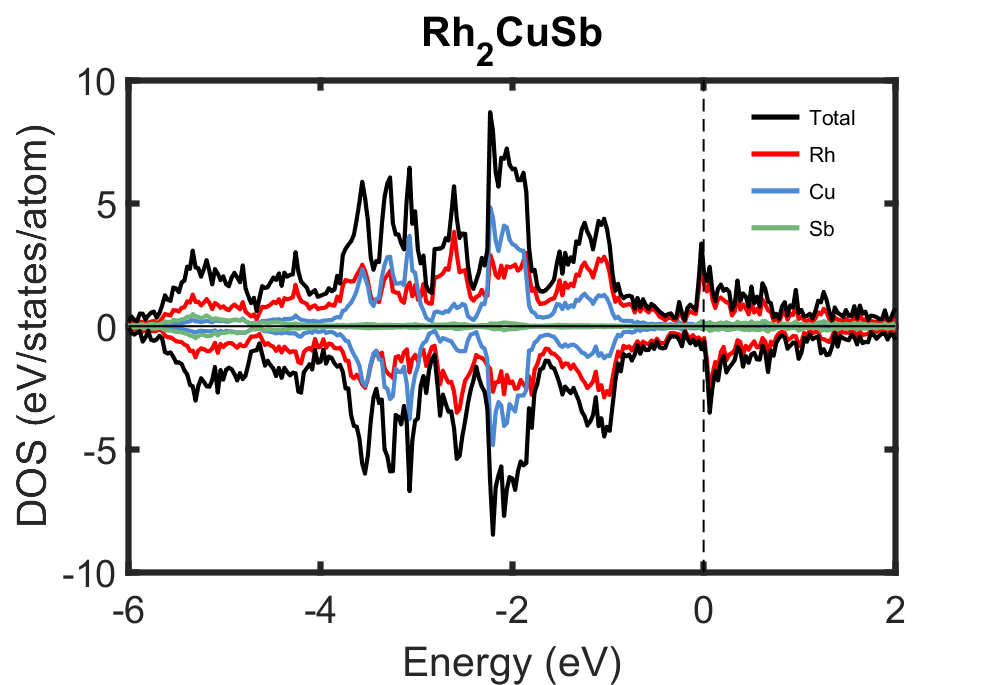 Rh₂CuSb
10
5
0
-5
-10
DOS (eV/states/atom)
Total
Rh
Cu
Sb
-6 -4 -2 0 2
Energy (eV)